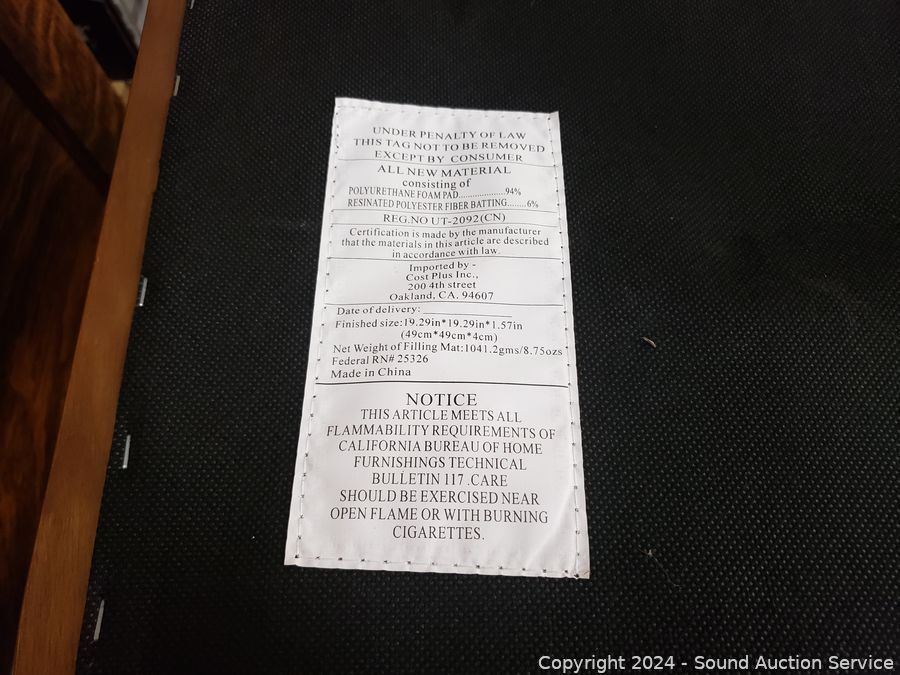 UNDER PENALTY OF LAW
THIS TAG NOT TO BE REMOVED
EXCEPT BY CONSUMER
ALL NEW MATERIAL
consisting of
POLYURETHANE FOAM PAD....................94%
RESINATED POLYESTER FIBER BATTING........6%
REG.NO UT-2092(CN)
Certification is made by the manufacturer
that the materials in this article are described
in accordance with law.
Imported by -
Cost Plus Inc.,
200 4th street
Oakland, CA. 94607
Date of delivery: ________________
Finished size:19.29in*19.29in*1.57in
(49cm*49cm*4cm)
Net Weight of Filling Mat:1041.2gms/8.75ozs
Federal RN# 25326
Made in China
NOTICE
THIS ARTICLE MEETS ALL
FLAMMABILITY REQUIREMENTS OF
CALIFORNIA BUREAU OF HOME
FURNISHINGS TECHNICAL
BULLETIN 117 .CARE
SHOULD BE EXERCISED NEAR
OPEN FLAME OR WITH BURNING
CIGARETTES.
Copyright 2024 - Sound Auction Service